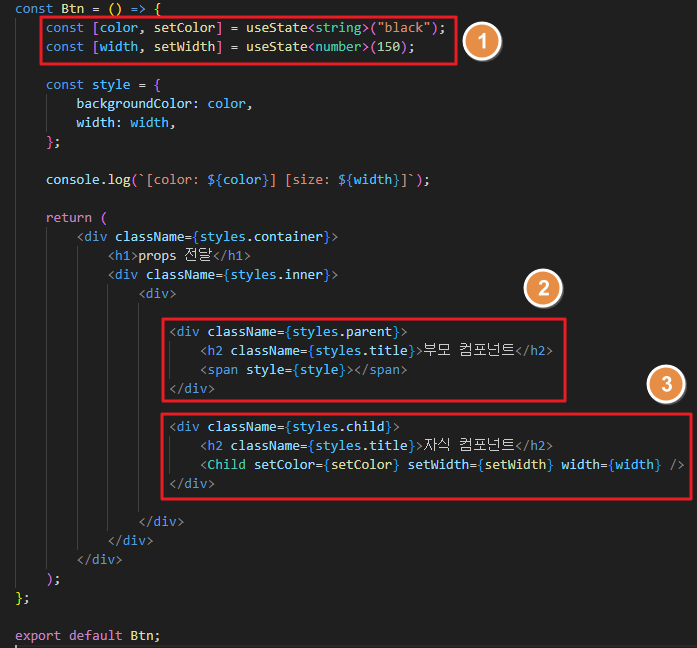 const Btn = () => {
const [color, setColor] = useState<string>("black");
const [width, setWidth] = useState<number>(150);
1
const style = {
backgroundColor: color,
width: width,
};
console.log(`[color: ${color}] [size: ${width}]`);
return (
<div className={styles.container}>
<h1>props 전달</h1>
<div className={styles.inner}>
<div>
2
<div className={styles.parent}>
<h2 className={styles.title}>부모 컴포넌트</h2>
<span style={style}></span>
</div>
3
<div className={styles.child}>
<h2 className={styles.title}>자식 컴포넌트</h2>
<Child setColor={setColor} setWidth={setWidth} width={width} />
</div>
</div>
</div>
</div>
);
};
export default Btn;